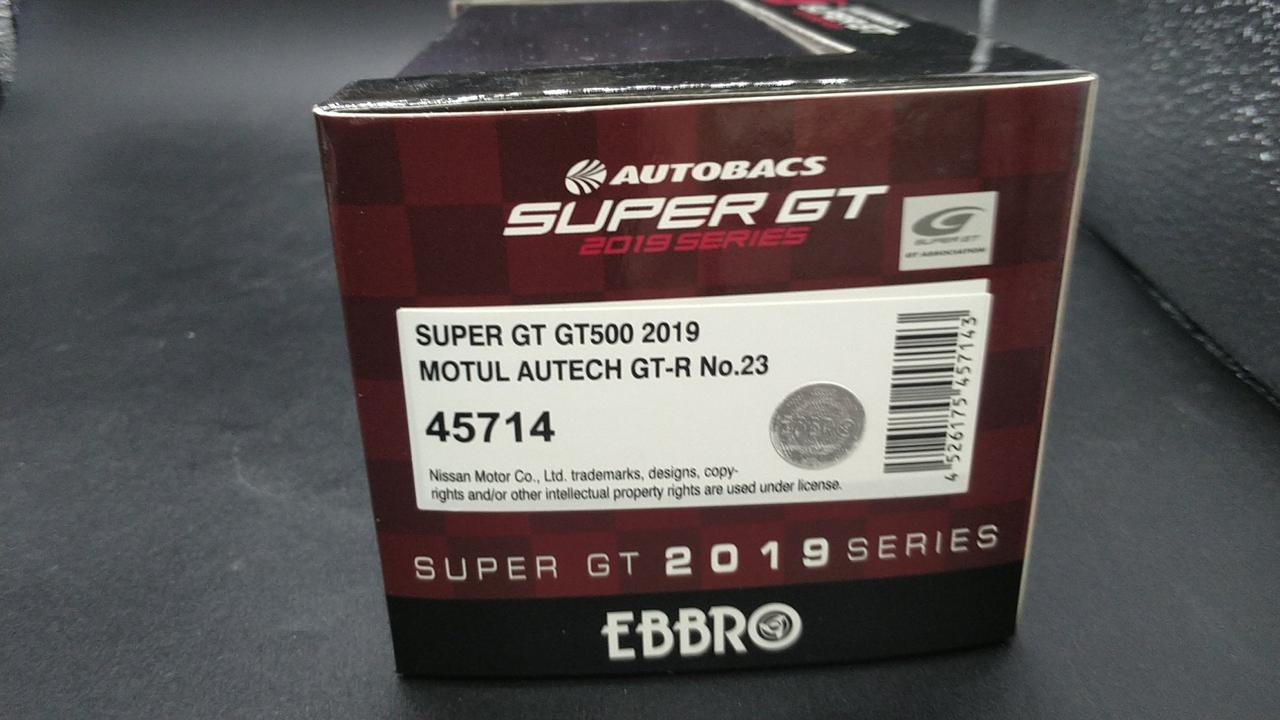 AUTOBACS
SUPER GT
2019 SERIES
SUPER GT
GT ASSOCIATION
SUPER GT GT500 2019
MOTUL AUTECH GT-R No.23
45714
EBBRO
4 526175 457143
Nissan Motor Co., Ltd. trademarks, designs, copy-
rights and/or other intellectual property rights are used under license.
SUPER GT 2019 SERIES
EBBRO